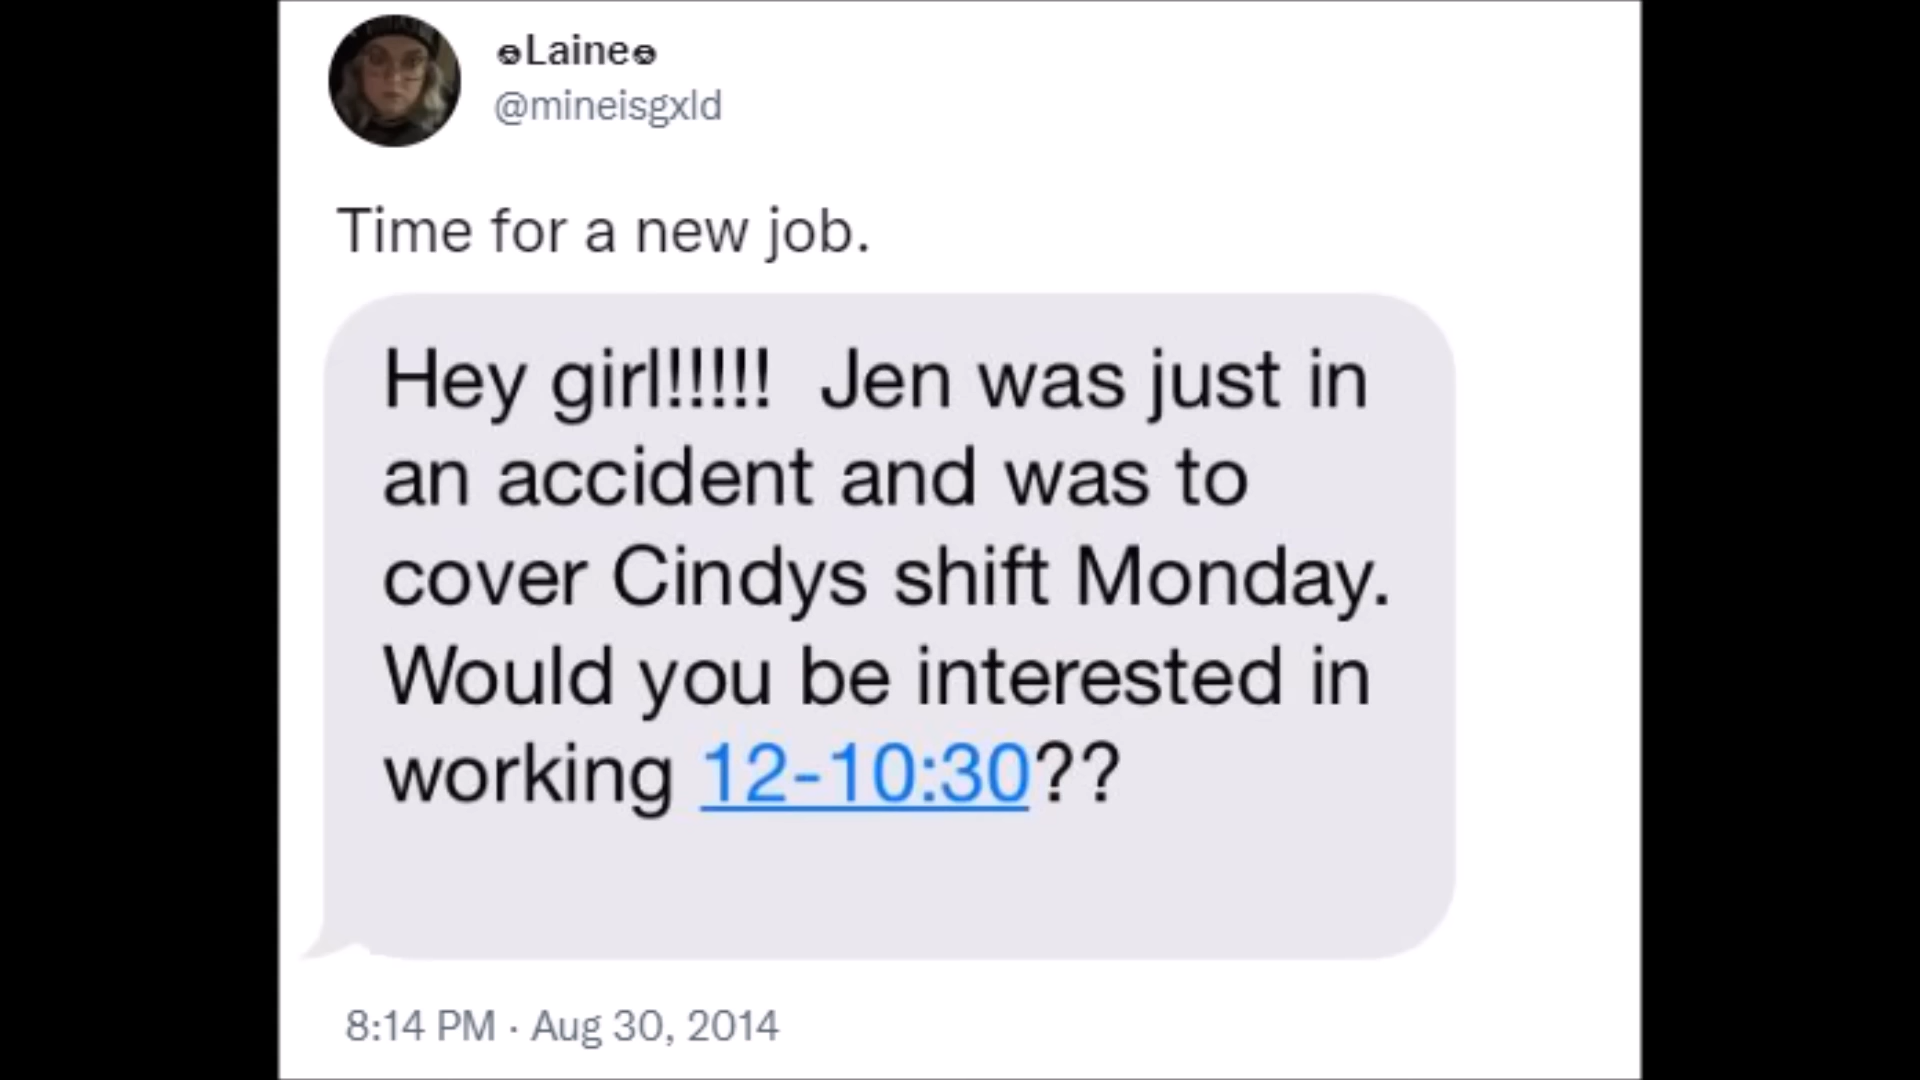 Laine
@mineisgxld
Time for a new job.
Hey girl!!!!!  Jen was just in
an accident and was to
cover Cindys shift Monday.
Would you be interested in
working 12-10:30??
8:14 PM · Aug 30, 2014